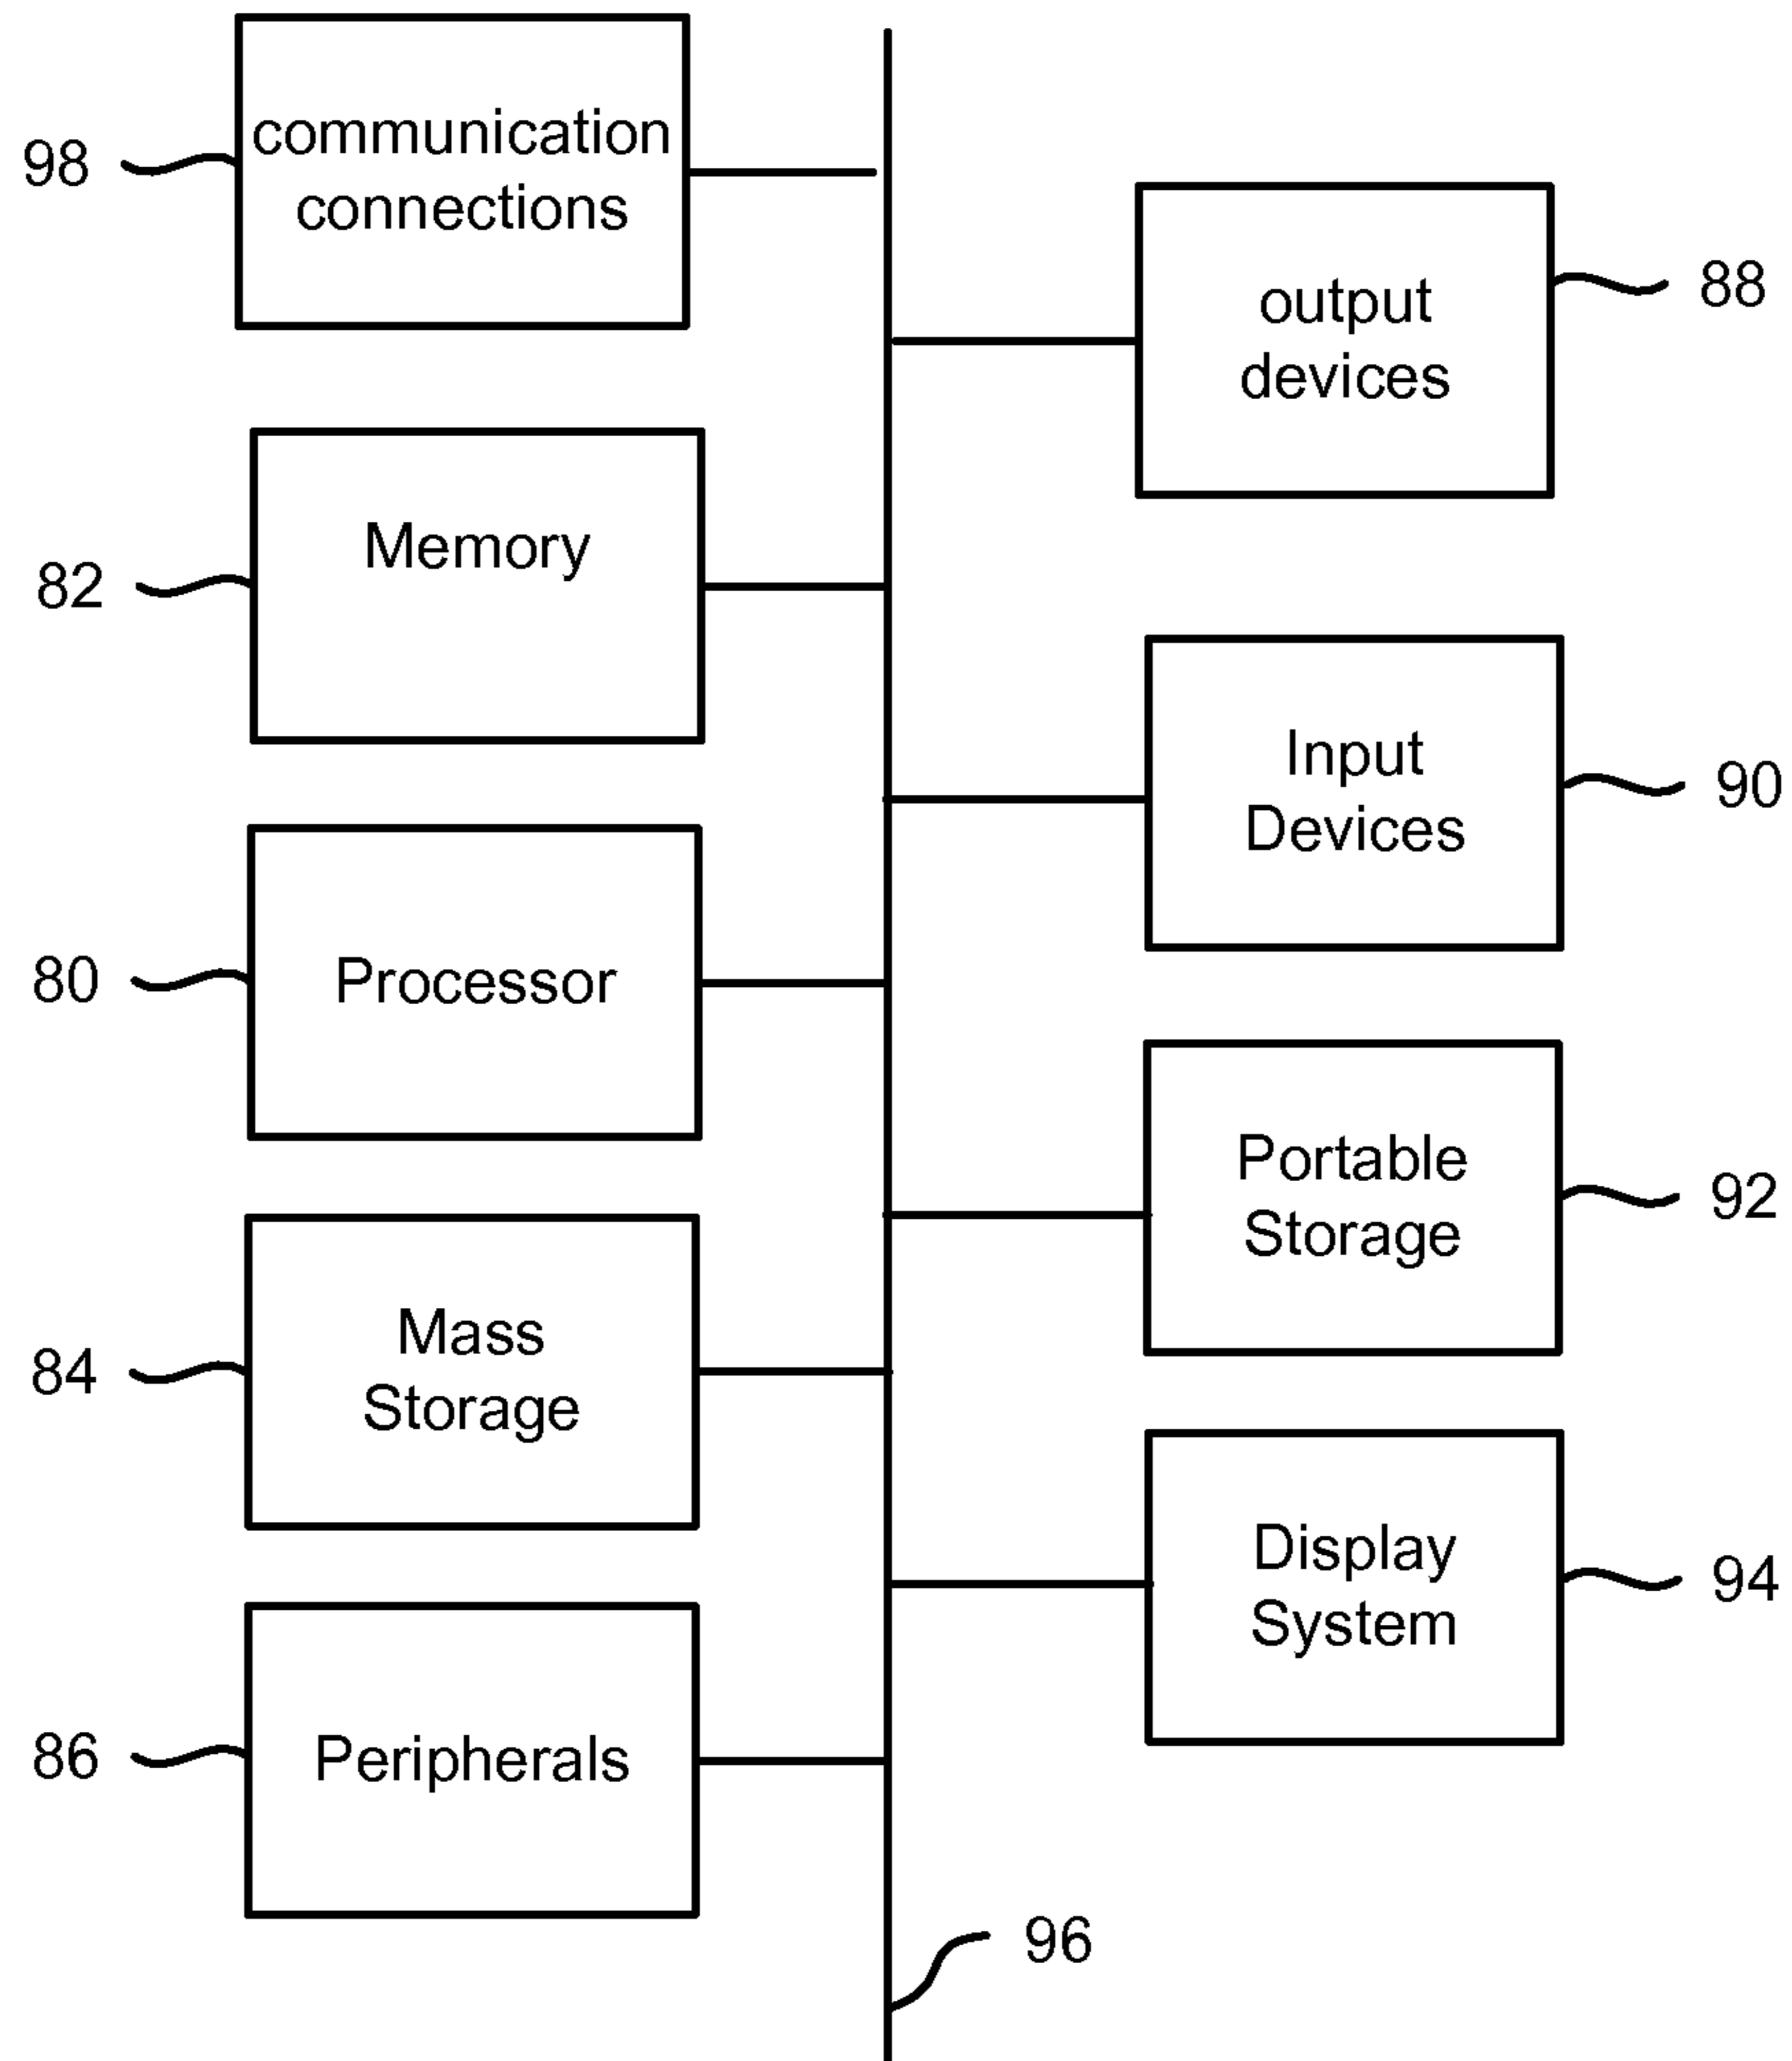 98
communication
connections
output
devices
88
82
Memory
Input
Devices
90
80
Processor
Portable
Storage
92
84
Mass
Storage
Display
System
94
86
Peripherals
96